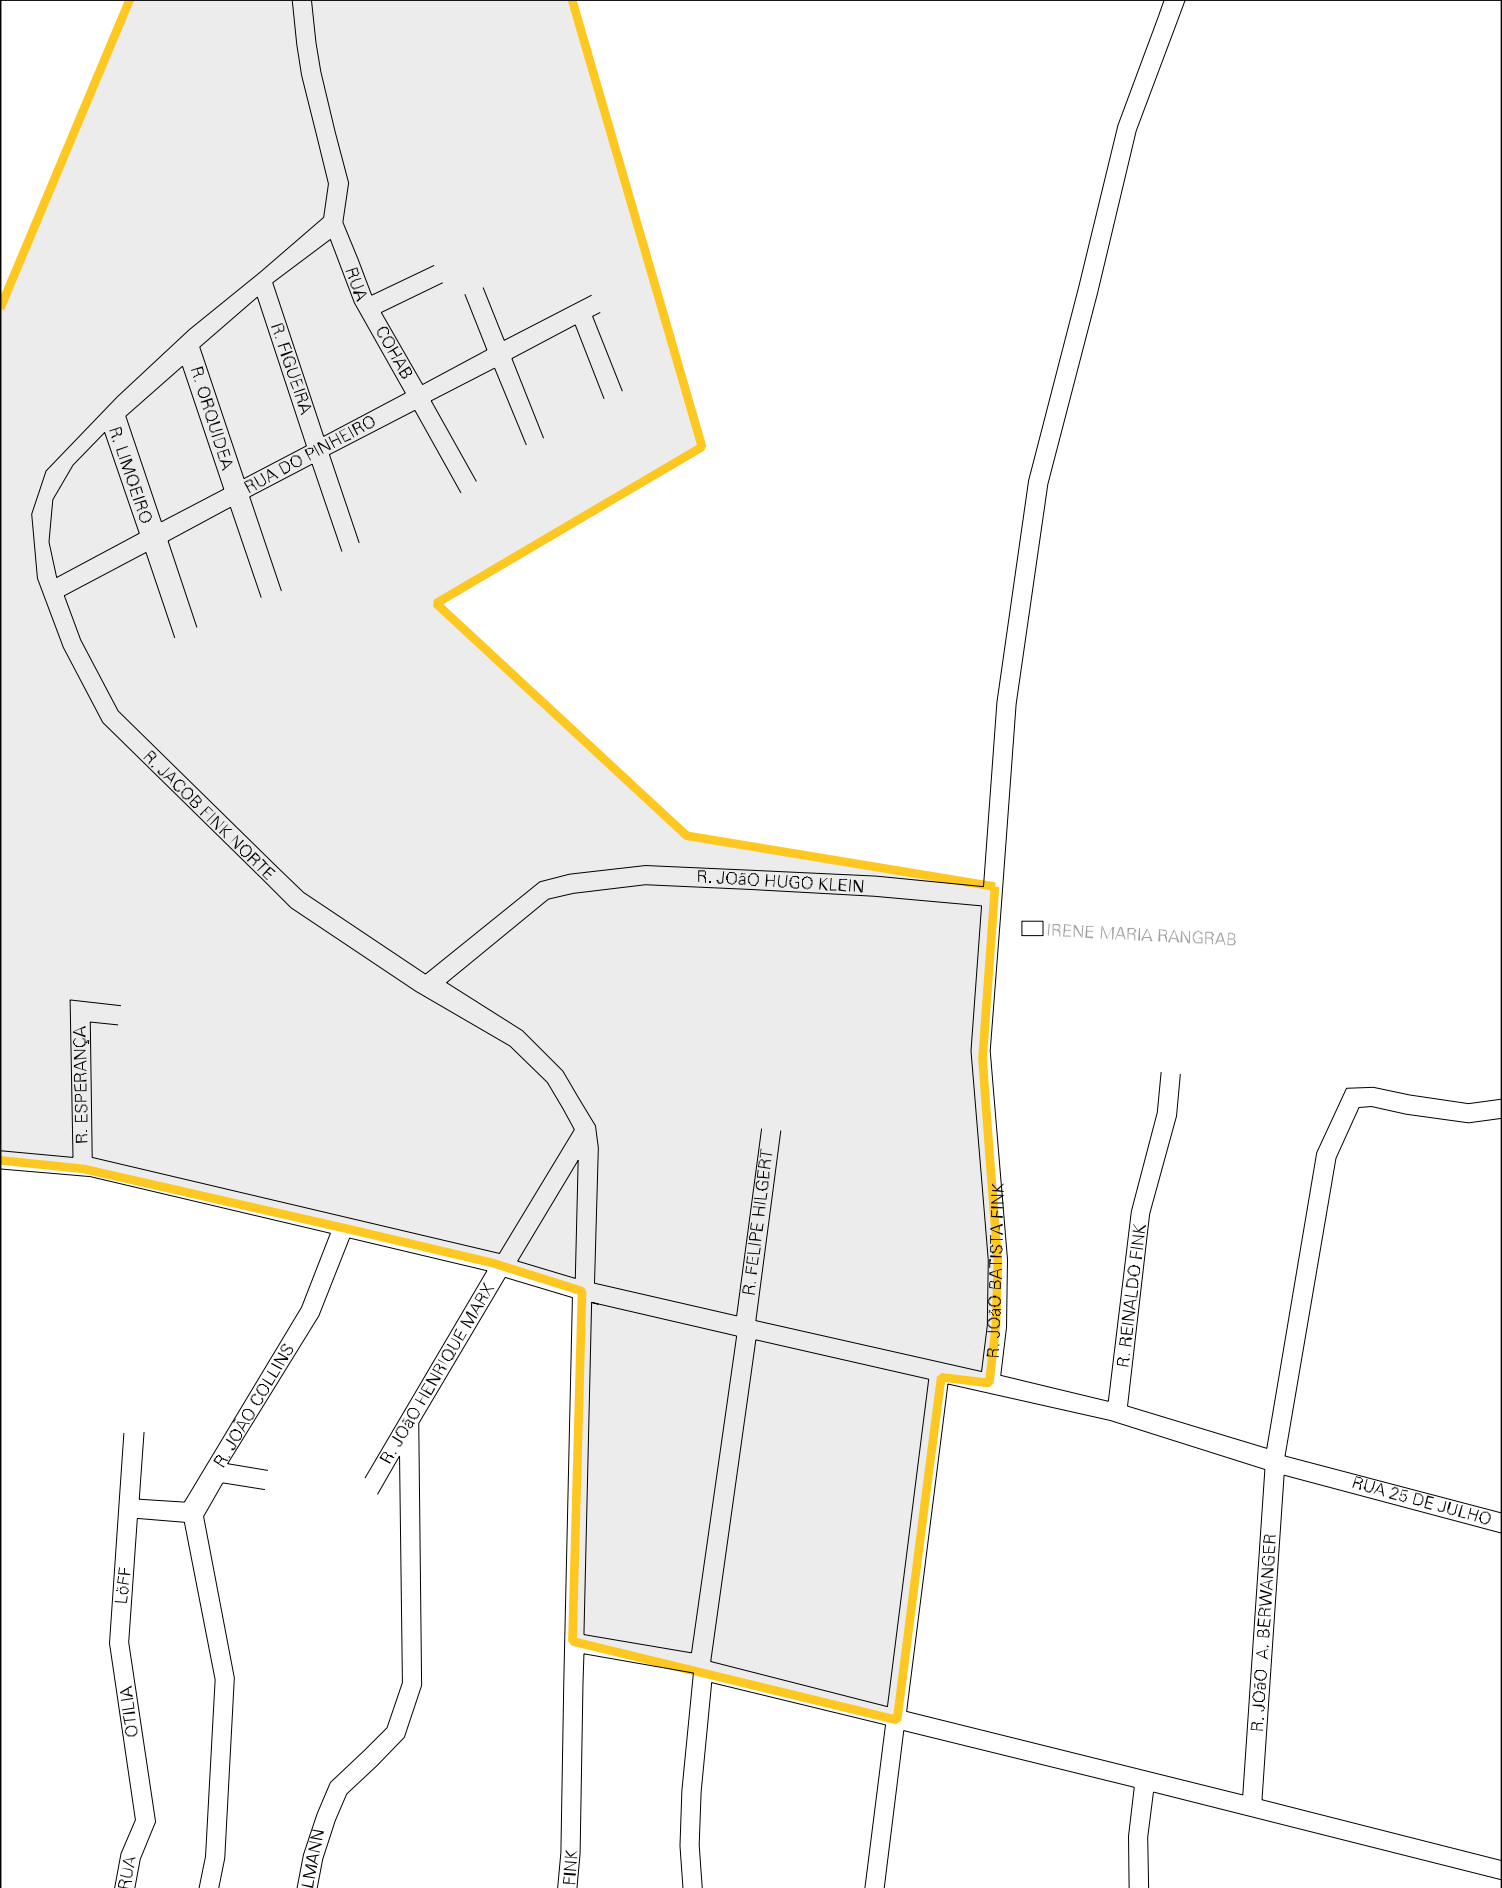 RUA
COHAB
R. FIGUEIRA
R. ORQUIDEA
RUA DO PINHEIRO
R. LIMOEIRO
R. JACOB FINK NORTE
R. JOãO HUGO KLEIN
IRENE MARIA RANGRAB
R. ESPERANÇA
R. FELIPE HILGERT
R. JOãO BATISTA FINK
R. REINALDO FINK
R. JOÃO COLLINS
R. JOãO HENRIQUE MARX
RUA 25 DE JULHO
LöFF
R. JOãO A. BERWANGER
OTILIA
LMANN
FINK
RUA